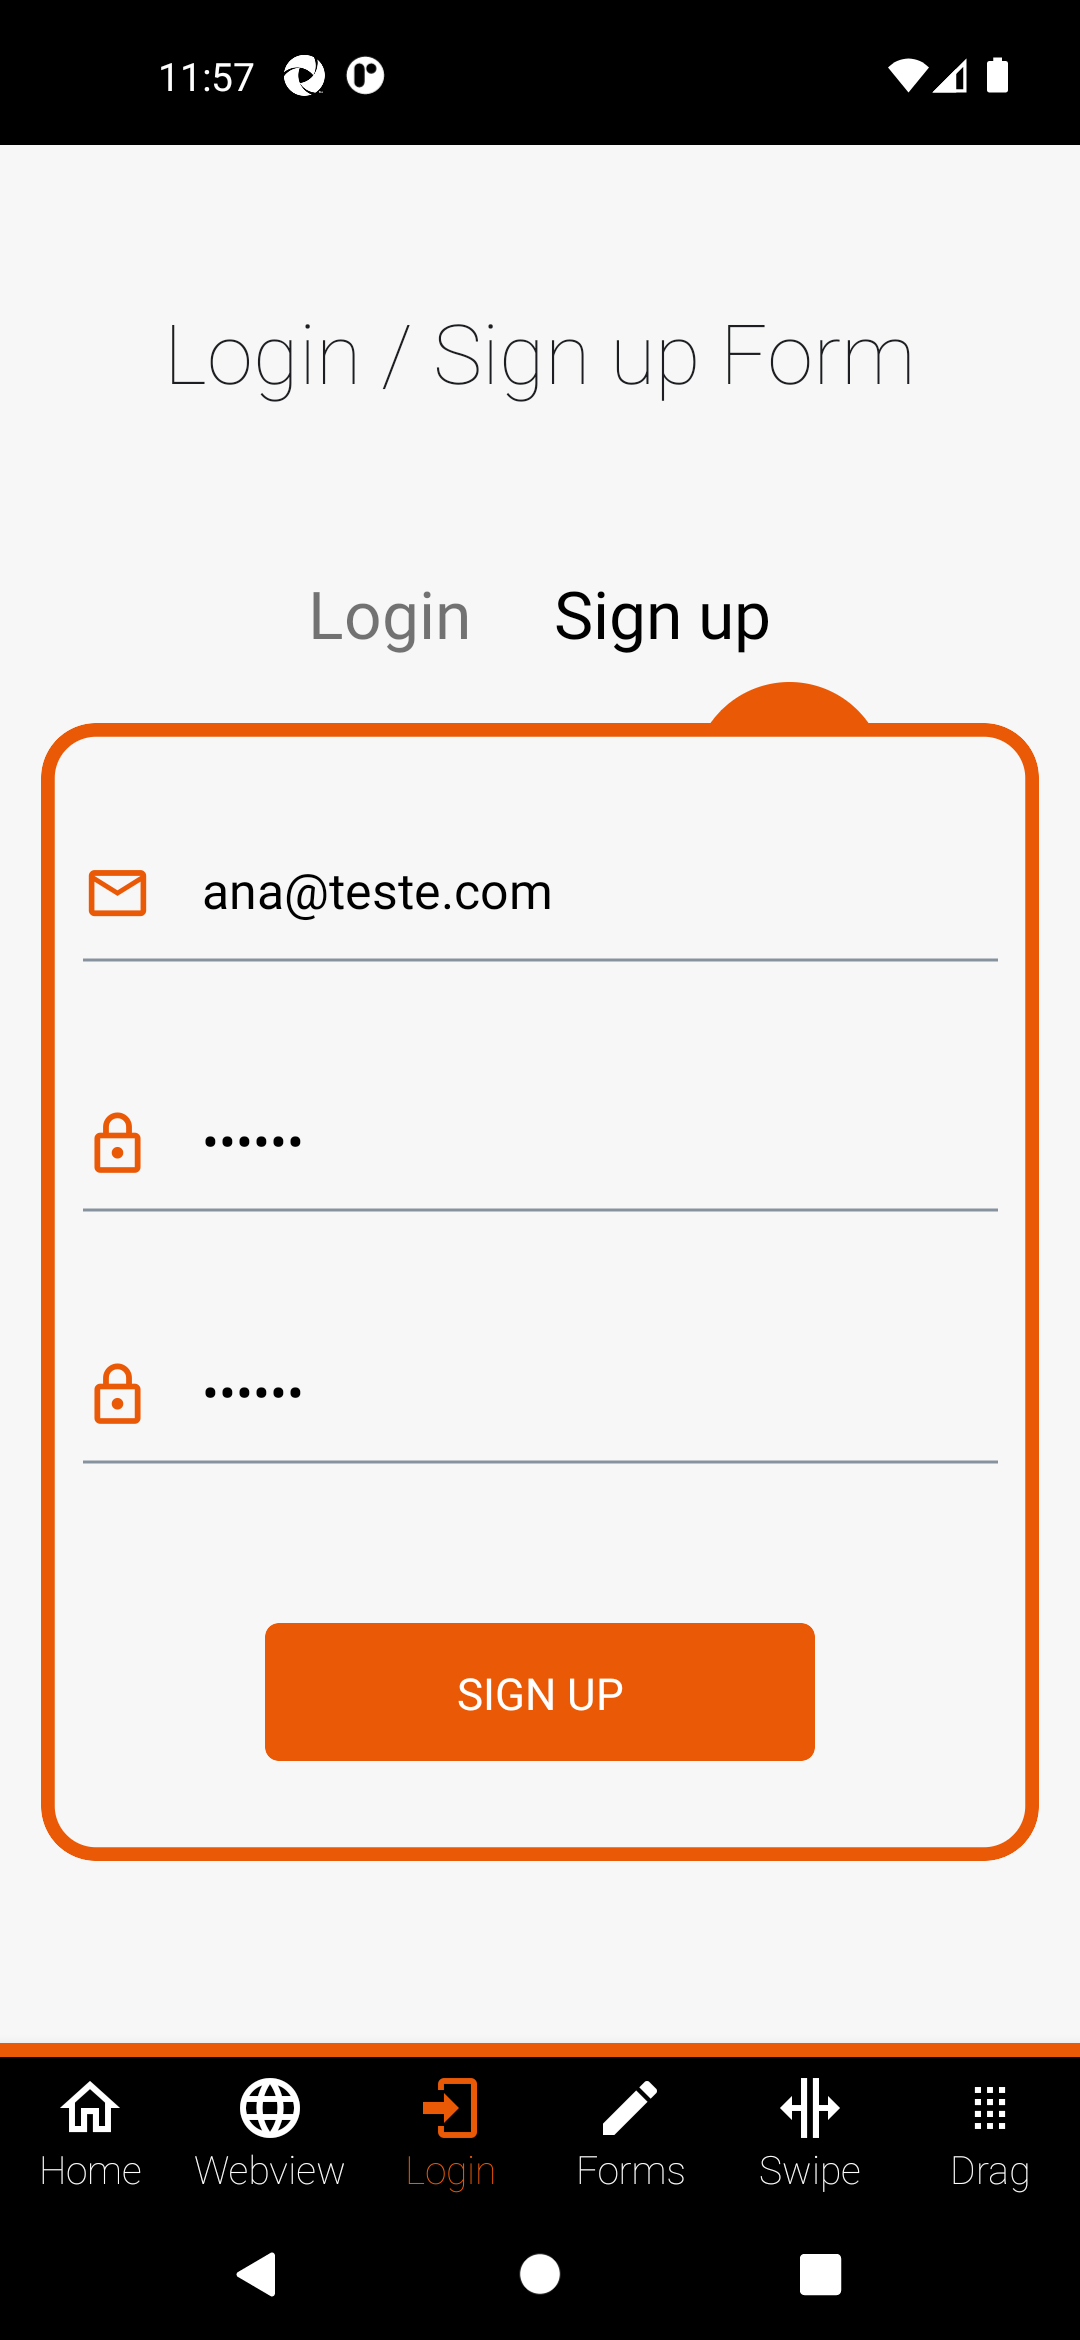 11:57
Login / Sign up Form
Login Sign up
ana@teste.com
••••••
••••••
SIGN UP
Home Webview Login Forms Swipe Drag